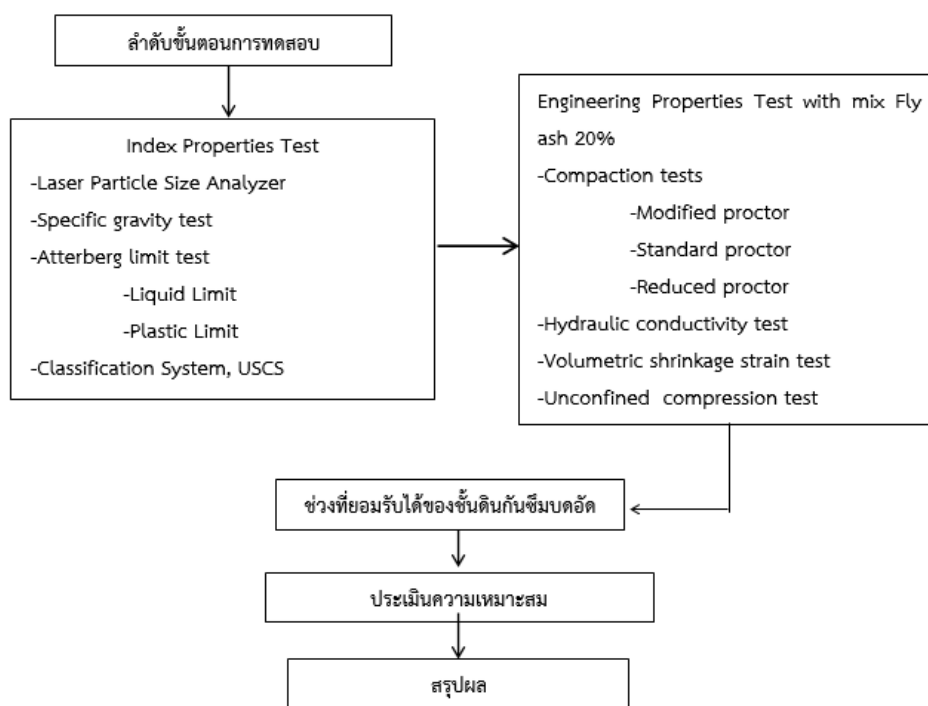 ลำดับขั้นตอนการทดสอบ
Index Properties Test
-Laser Particle Size Analyzer
-Specific gravity test
-Atterberg limit test
-Liquid Limit
-Plastic Limit
-Classification System, USCS
Engineering Properties Test with mix Fly
ash 20%
-Compaction tests
-Modified proctor
-Standard proctor
-Reduced proctor
-Hydraulic conductivity test
-Volumetric shrinkage strain test
-Unconfined compression test
ช่วงที่ยอมรับได้ของชั้นดินกันซึมบดอัด
ประเมินความเหมาะสม
สรุปผล